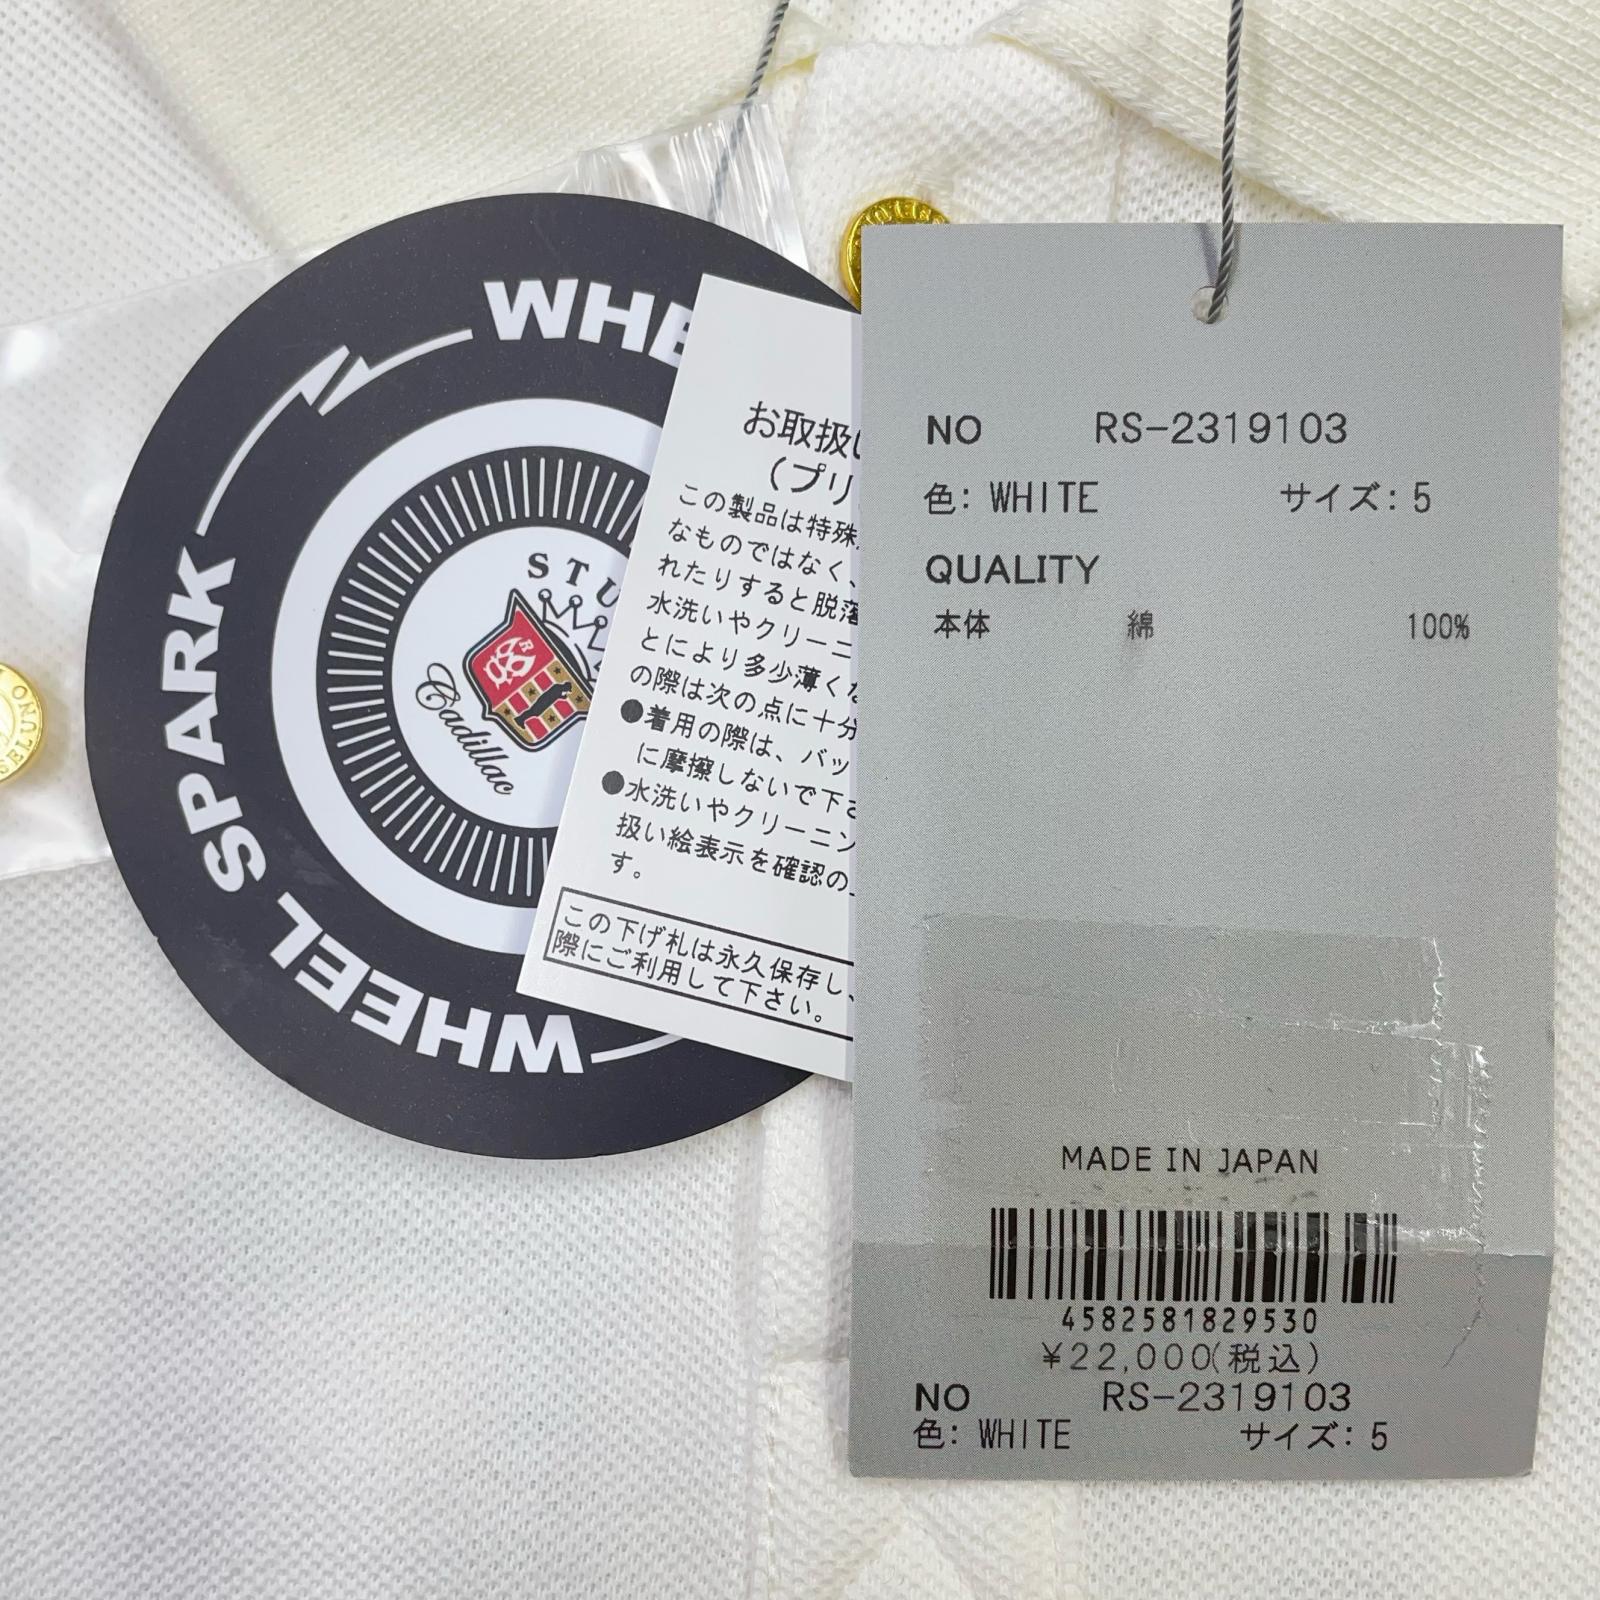 WHE
WHEEL SPARK
STU
Cadillac
お取扱い
（プリ
この製品は特殊
なものではなく、
れたりすると脱落
水洗いやクリーニ
とにより多少薄くな
の際は次の点に十分
●着用の際は、バッ
に摩擦しないで下さ
●水洗いやクリーニン
扱い絵表示を確認の上
す。
この下げ札は永久保存し、
際にご利用して下さい。
NO RS-2319103
色: WHITE サイズ: 5
QUALITY
本体 綿 100%
MADE IN JAPAN
4582581829530
¥22,000(税込)
NO RS-2319103
色: WHITE サイズ: 5